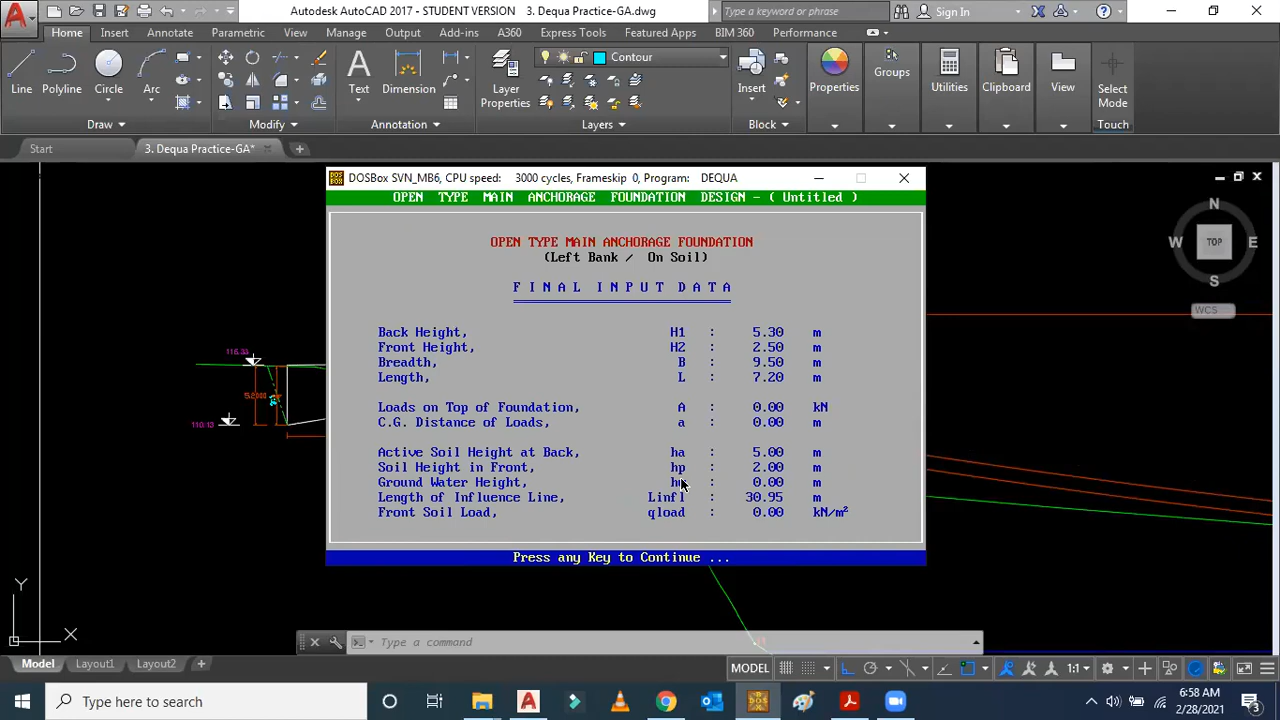 Autodesk AutoCAD 2017 - STUDENT VERSION 3. Dequa Practice-GA.dwg
Type a keyword or phrase
Sign In
Home Insert Annotate Parametric View Manage Output Add-ins A360 Express Tools Featured Apps BIM 360 Performance
Contour
Line Polyline Circle Arc Text Dimension Layer Properties Insert Properties Groups Utilities Clipboard View Select Mode
Draw Modify Annotation Layers Block Touch
Start 3. Dequa Practice-GA*
DOSBox SVN_MB6, CPU speed: 3000 cycles, Frameskip 0, Program: DEQUA
OPEN TYPE MAIN ANCHORAGE FOUNDATION DESIGN - ( Untitled )
OPEN TYPE MAIN ANCHORAGE FOUNDATION
(Left Bank / On Soil)
F I N A L I N P U T D A T A
Back Height, H1 : 5.30 m
Front Height, H2 : 2.50 m
Breadth, B : 9.50 m
Length, L : 7.20 m
Loads on Top of Foundation, A : 0.00 kN
C.G. Distance of Loads, a : 0.00 m
Active Soil Height at Back, ha : 5.00 m
Soil Height in Front, hp : 2.00 m
Ground Water Height, : 0.00 m
Length of Influence Line, Linfl : 30.95 m
Front Soil Load, qload : 0.00 kN/m²
Press any Key to Continue ...
N
W TOP E
S
WCS
110.13
Y
X
Type a command
Model Layout1 Layout2
MODEL 1:1
Type here to search
6:58 AM
2/28/2021
3